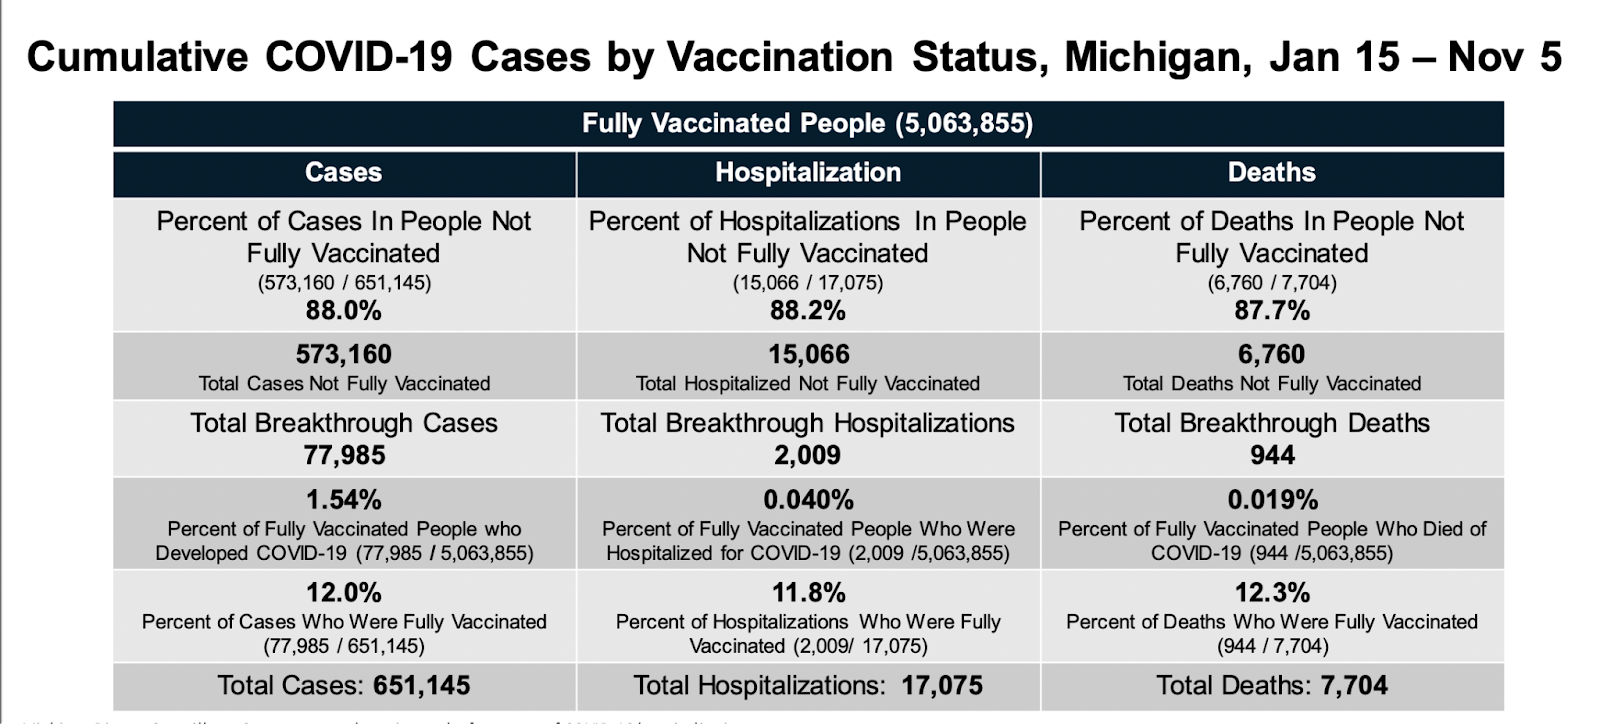 Cumulative COVID-19 Cases by Vaccination Status, Michigan, Jan 15 – Nov 5
Fully Vaccinated People (5,063,855)
Cases
Hospitalization
Deaths
Percent of Cases In People Not
Fully Vaccinated
(573,160 / 651,145)
88.0%
Percent of Hospitalizations In People
Not Fully Vaccinated
(15,066 / 17,075)
88.2%
Percent of Deaths In People Not
Fully Vaccinated
(6,760 / 7,704)
87.7%
573,160
Total Cases Not Fully Vaccinated
15,066
Total Hospitalized Not Fully Vaccinated
6,760
Total Deaths Not Fully Vaccinated
Total Breakthrough Cases
77,985
Total Breakthrough Hospitalizations
2,009
Total Breakthrough Deaths
944
1.54%
Percent of Fully Vaccinated People who
Developed COVID-19 (77,985 / 5,063,855)
0.040%
Percent of Fully Vaccinated People Who Were
Hospitalized for COVID-19 (2,009 /5,063,855)
0.019%
Percent of Fully Vaccinated People Who Died of
COVID-19 (944 /5,063,855)
12.0%
Percent of Cases Who Were Fully Vaccinated
(77,985 / 651,145)
11.8%
Percent of Hospitalizations Who Were Fully
Vaccinated (2,009/ 17,075)
12.3%
Percent of Deaths Who Were Fully Vaccinated
(944 / 7,704)
Total Cases: 651,145
Total Hospitalizations: 17,075
Total Deaths: 7,704